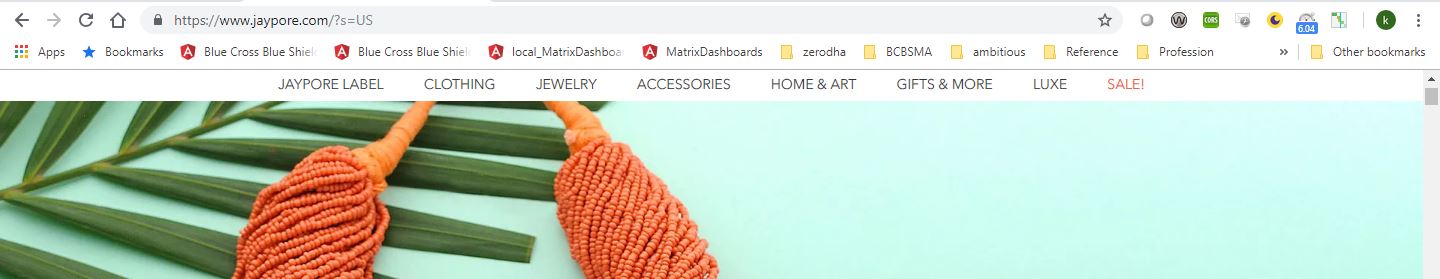 https://www.jaypore.com/?s=US
CORS
6.04
k
Apps Bookmarks Blue Cross Blue Shiel Blue Cross Blue Shiel local_MatrixDashboa MatrixDashboards zerodha BCBSMA ambitious Reference Profession » Other bookmarks
JAYPORE LABEL CLOTHING JEWELRY ACCESSORIES HOME & ART GIFTS & MORE LUXE SALE!